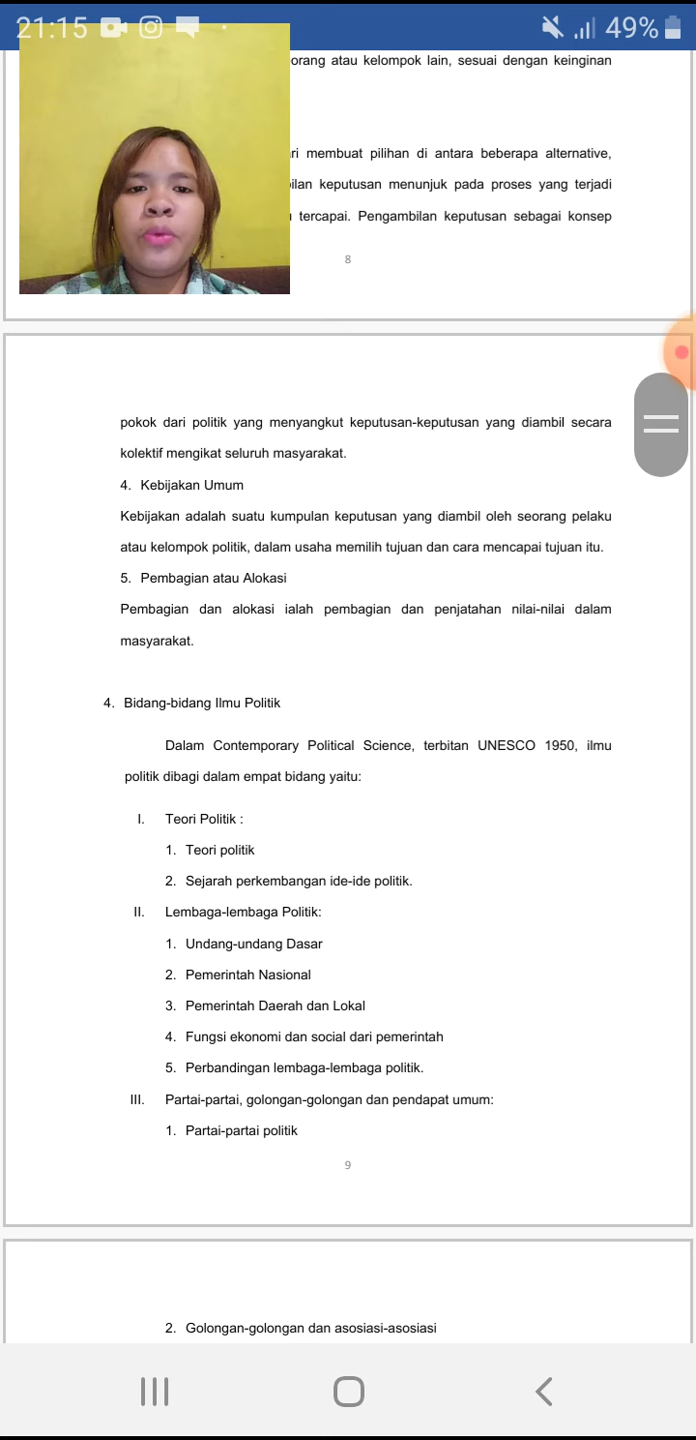 21:15
49%
orang atau kelompok lain, sesuai dengan keinginan
ri membuat pilihan di antara beberapa alternative,
ilan keputusan menunjuk pada proses yang terjadi
tercapai. Pengambilan keputusan sebagai konsep
8
pokok dari politik yang menyangkut keputusan-keputusan yang diambil secara
kolektif mengikat seluruh masyarakat.
4. Kebijakan Umum
Kebijakan adalah suatu kumpulan keputusan yang diambil oleh seorang pelaku
atau kelompok politik, dalam usaha memilih tujuan dan cara mencapai tujuan itu.
5. Pembagian atau Alokasi
Pembagian dan alokasi ialah pembagian dan penjatahan nilai-nilai dalam
masyarakat.
4. Bidang-bidang Ilmu Politik
Dalam Contemporary Political Science, terbitan UNESCO 1950, ilmu
politik dibagi dalam empat bidang yaitu:
I. Teori Politik :
1. Teori politik
2. Sejarah perkembangan ide-ide politik.
II. Lembaga-lembaga Politik:
1. Undang-undang Dasar
2. Pemerintah Nasional
3. Pemerintah Daerah dan Lokal
4. Fungsi ekonomi dan social dari pemerintah
5. Perbandingan lembaga-lembaga politik.
III. Partai-partai, golongan-golongan dan pendapat umum:
1. Partai-partai politik
9
2. Golongan-golongan dan asosiasi-asosiasi